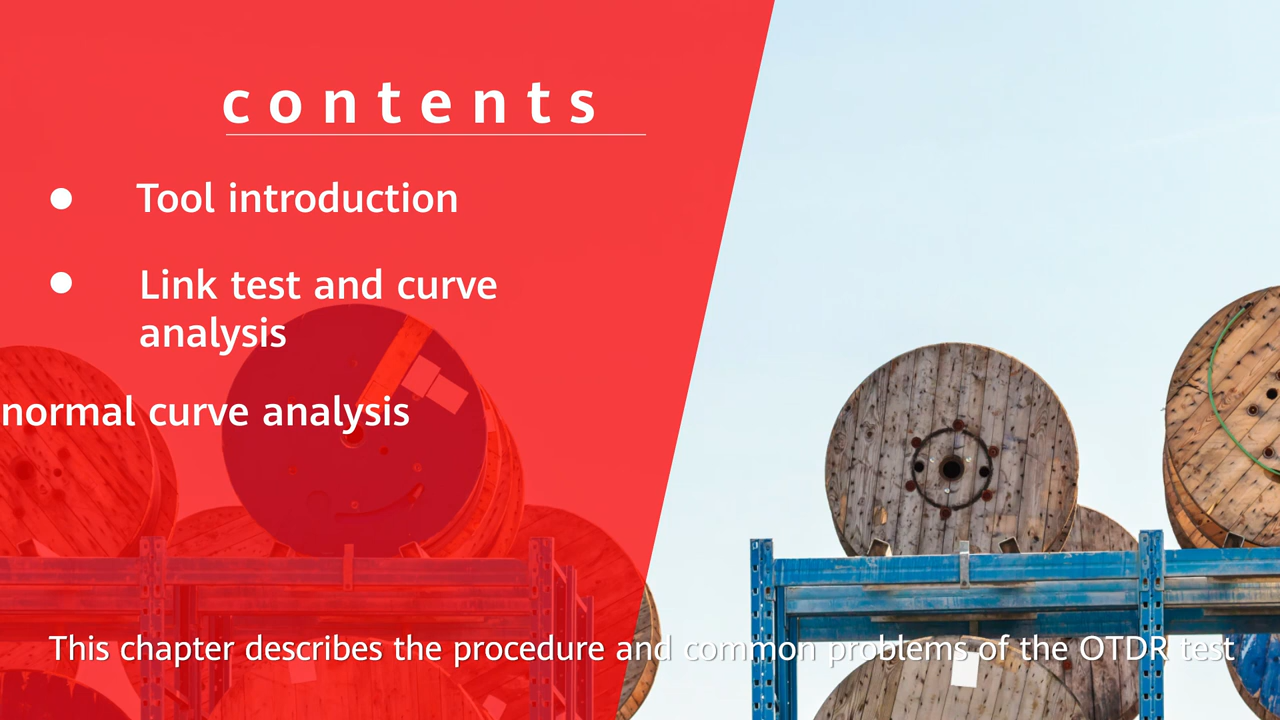 contents
Tool introduction
Link test and curve
analysis
normal curve analysis
This chapter describes the procedure and common problems of the OTDR test